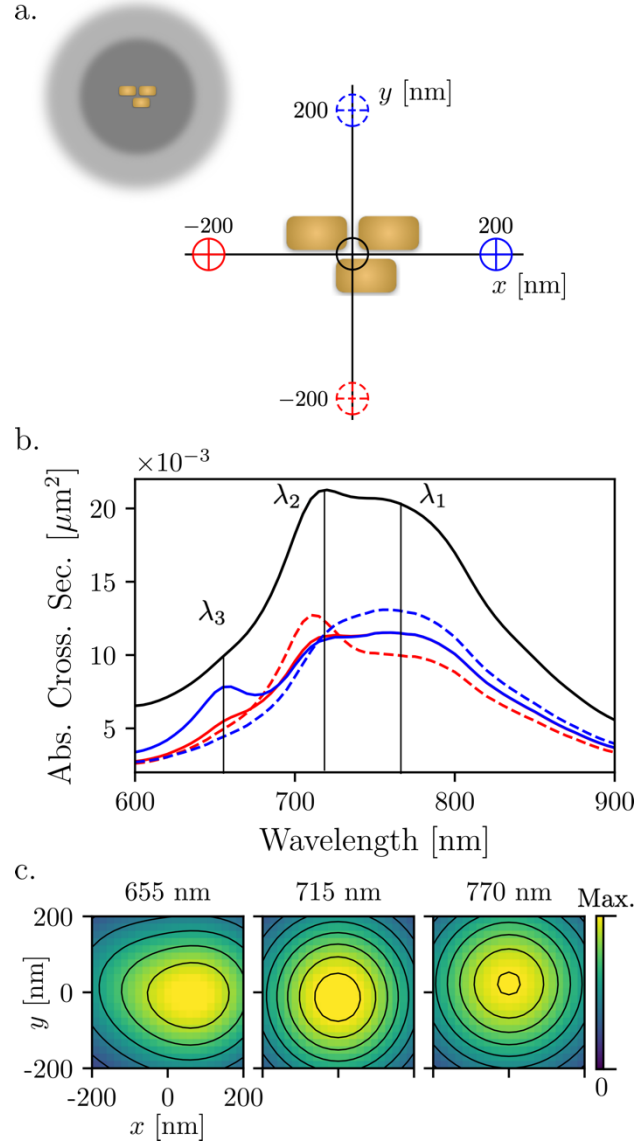 a.
y [nm]
200
−200
200
x [nm]
−200
b.
×10⁻³
Abs. Cross. Sec. [μm²]
20
15
10
5
λ₃
λ₂
λ₁
600
700
800
900
Wavelength [nm]
c.
655 nm
715 nm
770 nm
Max.
200
0
-200
y [nm]
-200
0
200
x [nm]
0